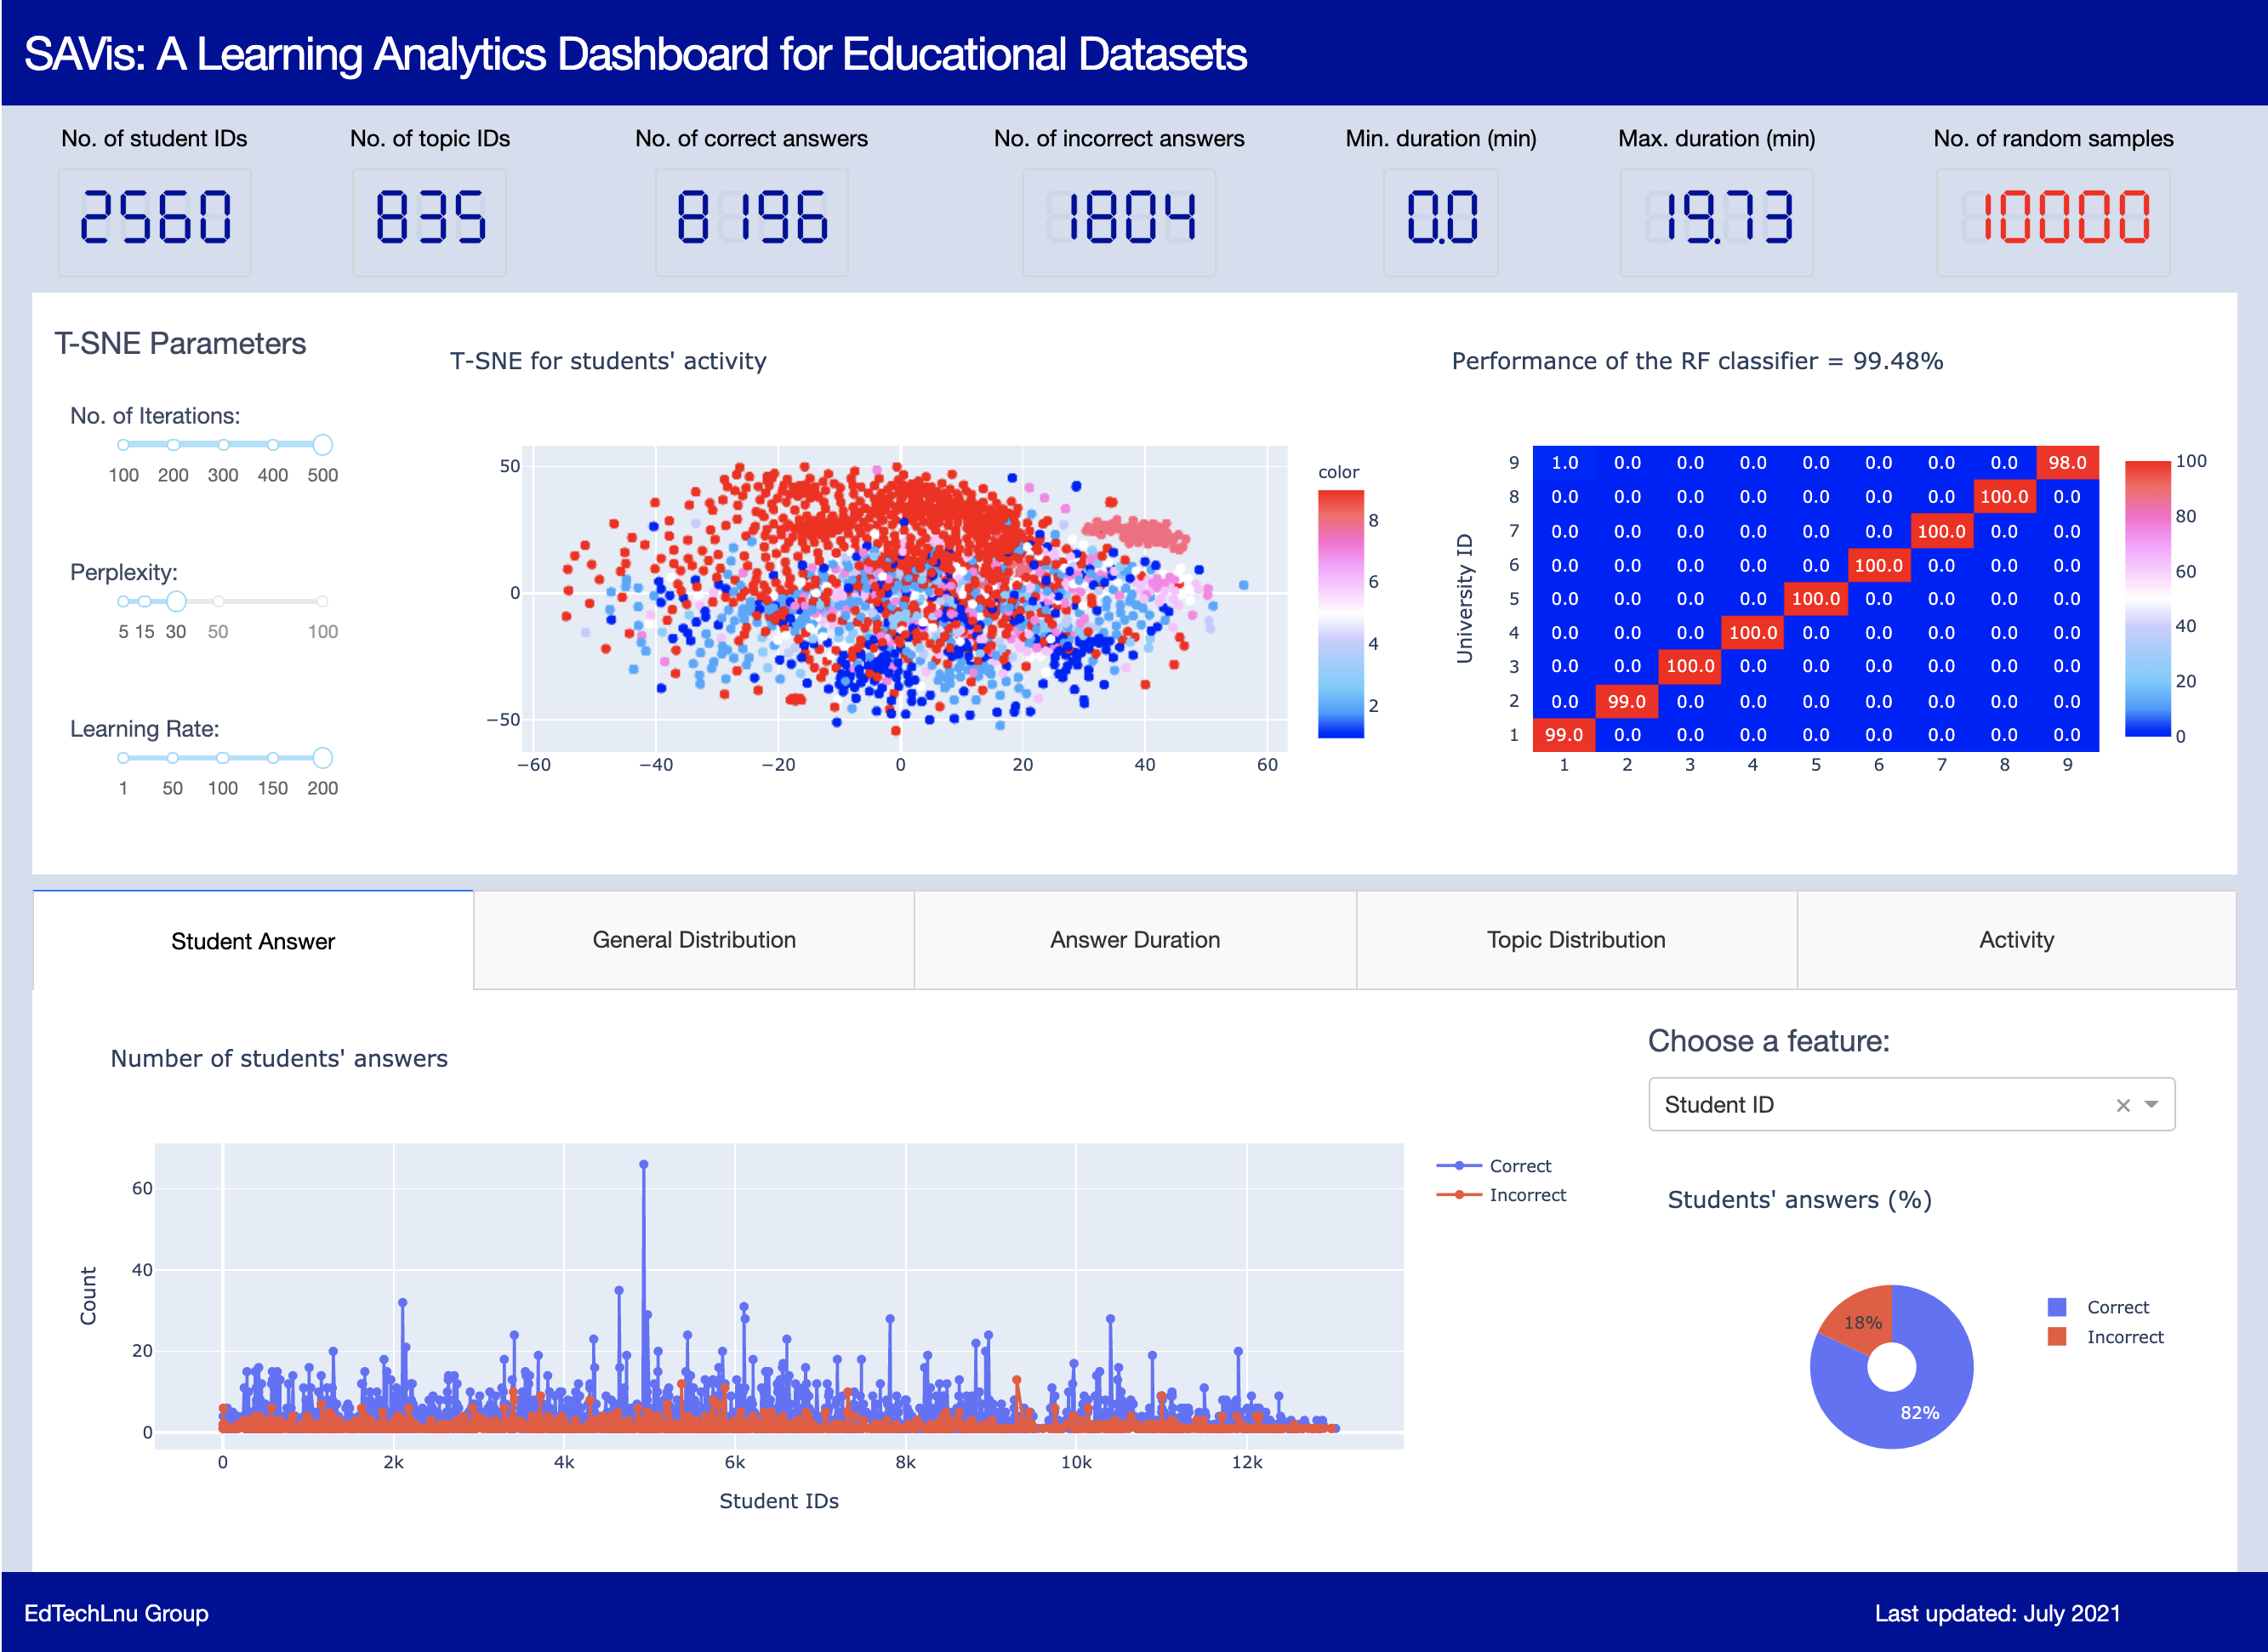 SAVis: A Learning Analytics Dashboard for Educational Datasets
No. of student IDs No. of topic IDs No. of correct answers No. of incorrect answers Min. duration (min) Max. duration (min) No. of random samples
2560 835 8196 1804 0.0 19.73 10000
T-SNE Parameters
No. of Iterations:
100 200 300 400 500
Perplexity:
5 15 30 50 100
Learning Rate:
1 50 100 150 200
T-SNE for students' activity
50
0
−50
−60 −40 −20 0 20 40 60
color
8
6
4
2
Performance of the RF classifier = 99.48%
University ID
9 1.0 0.0 0.0 0.0 0.0 0.0 0.0 0.0 98.0
8 0.0 0.0 0.0 0.0 0.0 0.0 0.0 100.0 0.0
7 0.0 0.0 0.0 0.0 0.0 0.0 100.0 0.0 0.0
6 0.0 0.0 0.0 0.0 0.0 100.0 0.0 0.0 0.0
5 0.0 0.0 0.0 0.0 100.0 0.0 0.0 0.0 0.0
4 0.0 0.0 0.0 100.0 0.0 0.0 0.0 0.0 0.0
3 0.0 0.0 100.0 0.0 0.0 0.0 0.0 0.0 0.0
2 0.0 99.0 0.0 0.0 0.0 0.0 0.0 0.0 0.0
1 99.0 0.0 0.0 0.0 0.0 0.0 0.0 0.0 0.0
1 2 3 4 5 6 7 8 9
100
80
60
40
20
0
Student Answer General Distribution Answer Duration Topic Distribution Activity
Number of students' answers
Count
60
40
20
0
0 2k 4k 6k 8k 10k 12k
Student IDs
Correct
Incorrect
Choose a feature:
Student ID
Students' answers (%)
18%
82%
Correct
Incorrect
EdTechLnu Group Last updated: July 2021